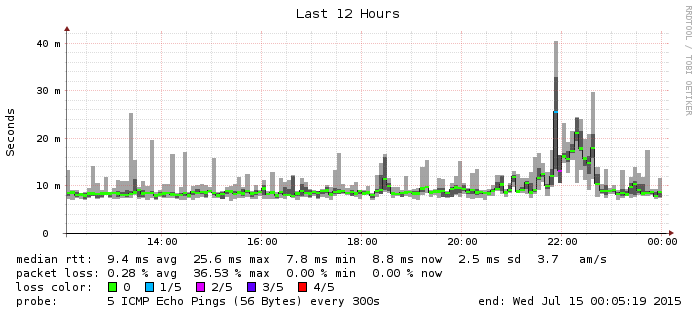 Last 12 Hours
RRDTOOL / TOBI OETIKER
Seconds
40 m
30 m
20 m
10 m
0
14:00 16:00 18:00 20:00 22:00 00:00
median rtt: 9.4 ms avg 25.6 ms max 7.8 ms min 8.8 ms now 2.5 ms sd 3.7 am/s
packet loss: 0.28 % avg 36.53 % max 0.00 % min 0.00 % now
loss color: 0 1/5 2/5 3/5 4/5
probe: 5 ICMP Echo Pings (56 Bytes) every 300s end: Wed Jul 15 00:05:19 2015